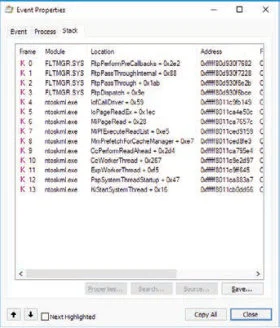 Event Properties
Event Process Stack
Frame Module Location Address
K 0 FLTMGR.SYS FltpPerformPreCallbacks + 0x2e2 0xfffff80d930f7682
K 1 FLTMGR.SYS FltpPassThroughInternal + 0x88 0xfffff80d930f7228
K 2 FLTMGR.SYS FltpPassThrough + 0x1ab
K 3 FLTMGR.SYS FltpDispatch + 0x9e
K 4 ntoskrnl.exe IofCallDriver + 0x59
K 5 ntoskrnl.exe IoPageReadEx + 0x1ec
K 6 ntoskrnl.exe MiPageRead + 0x28
K 7 ntoskrnl.exe MiPfExecuteReadList + 0xe5
K 8 ntoskrnl.exe MmPrefetchForCacheManager + 0xe7
K 9 ntoskrnl.exe CcPerformReadAhead + 0x2d4
K 10 ntoskrnl.exe CcWorkerThread + 0x287
K 11 ntoskrnl.exe ExpWorkerThread + 0xf5
K 12 ntoskrnl.exe PspSystemThreadStartup + 0x47
K 13 ntoskrnl.exe KiStartSystemThread + 0x16
Properties... Search... Source... Save...
Next Highlighted Copy All Close